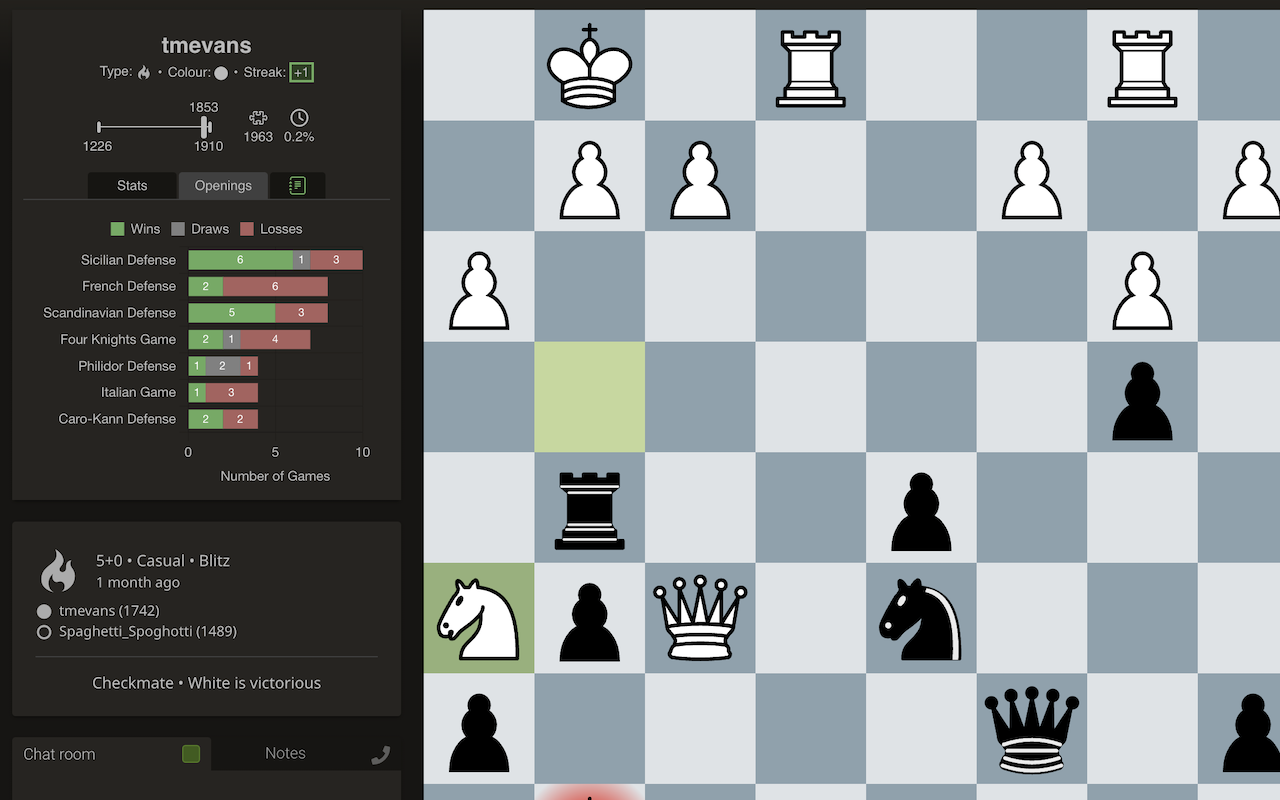 tmevans
Type: • Colour: • Streak: +1
1853
1226 1910
1963 0.2%
Stats Openings
Wins Draws Losses
Sicilian Defense 6 1 3
French Defense 2 6
Scandinavian Defense 5 3
Four Knights Game 2 1 4
Philidor Defense 1 2 1
Italian Game 1 3
Caro-Kann Defense 2 2
0 5 10
Number of Games
5+0 • Casual • Blitz
1 month ago
tmevans (1742)
Spaghetti_Spoghotti (1489)
Checkmate • White is victorious
Chat room Notes